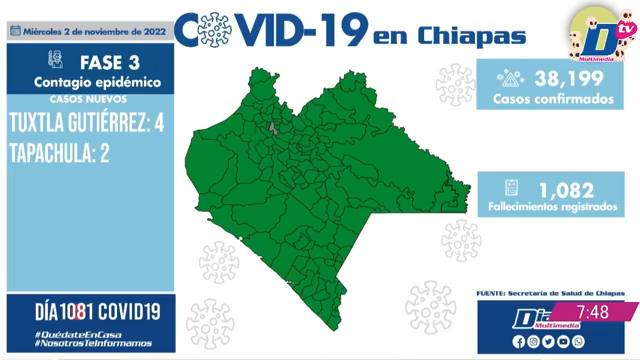 Miércoles 2 de noviembre de 2022
COVID-19 en Chiapas
D tv
Multimedia
FASE 3
Contagio epidémico
CASOS NUEVOS
TUXTLA GUTIÉRREZ: 4
TAPACHULA: 2
38,199
Casos confirmados
1,082
Fallecimientos registrados
DÍA 1081 COVID19
#QuédateEnCasa
#NosotrosTeInformamos
FUENTE: Secretaría de Salud de Chiapas
Multimedia
7:48